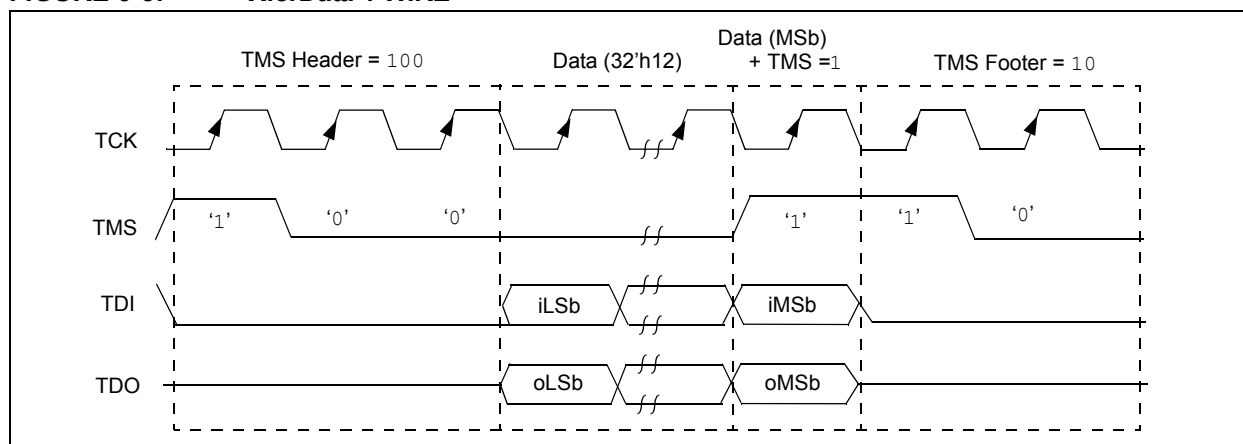 Data (MSb)
TMS Header = 100
Data (32'h12)
+ TMS =1
TMS Footer = 10
TCK
TMS
'1'
'0'
'0'
'1'
'1'
'0'
TDI
iLSb
iMSb
TDO
oLSb
oMSb